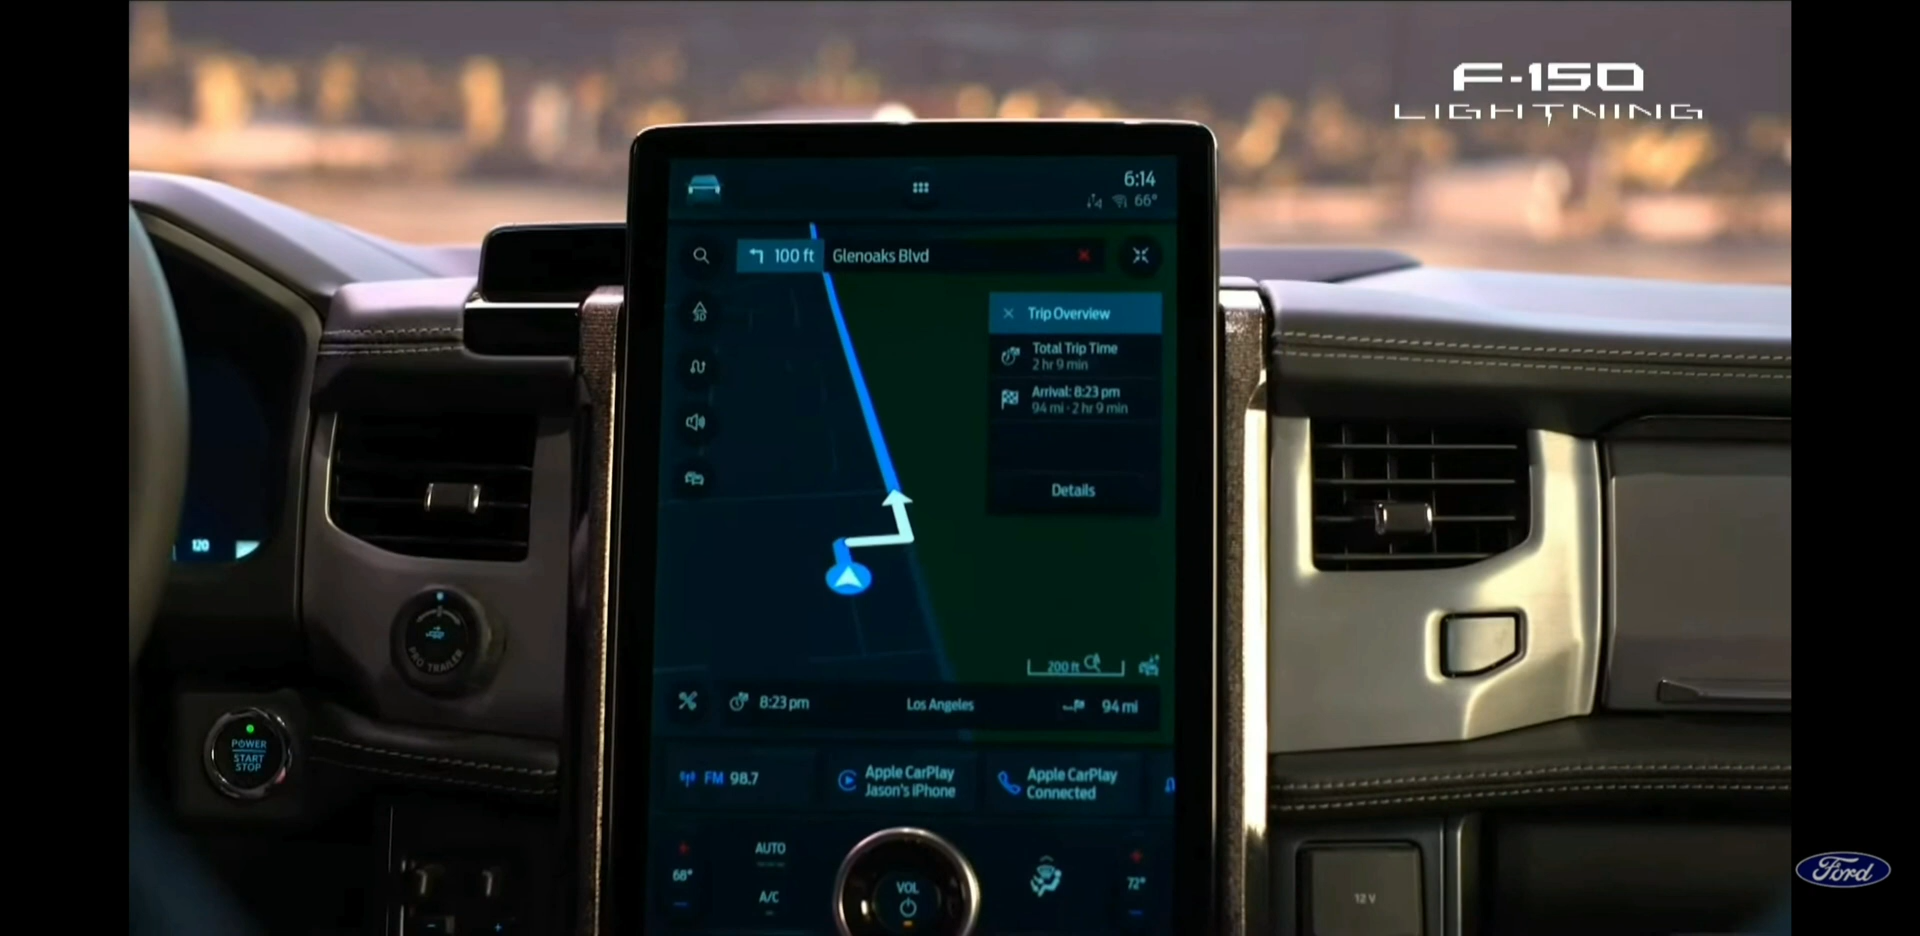 F-150
LIGHTNING
6:14
66°
100 ft
Glenoaks Blvd
3D
Trip Overview
Total Trip Time
2 hr 9 min
Arrival: 8:23 pm
94 mi · 2 hr 9 min
Details
120
PRO TRAILER
200 ft
8:23 pm
Los Angeles
94 mi
POWER
START
STOP
FM 98.7
Apple CarPlay
Jason's iPhone
Apple CarPlay
Connected
AUTO
68°
A/C
VOL
72°
12 V
Ford